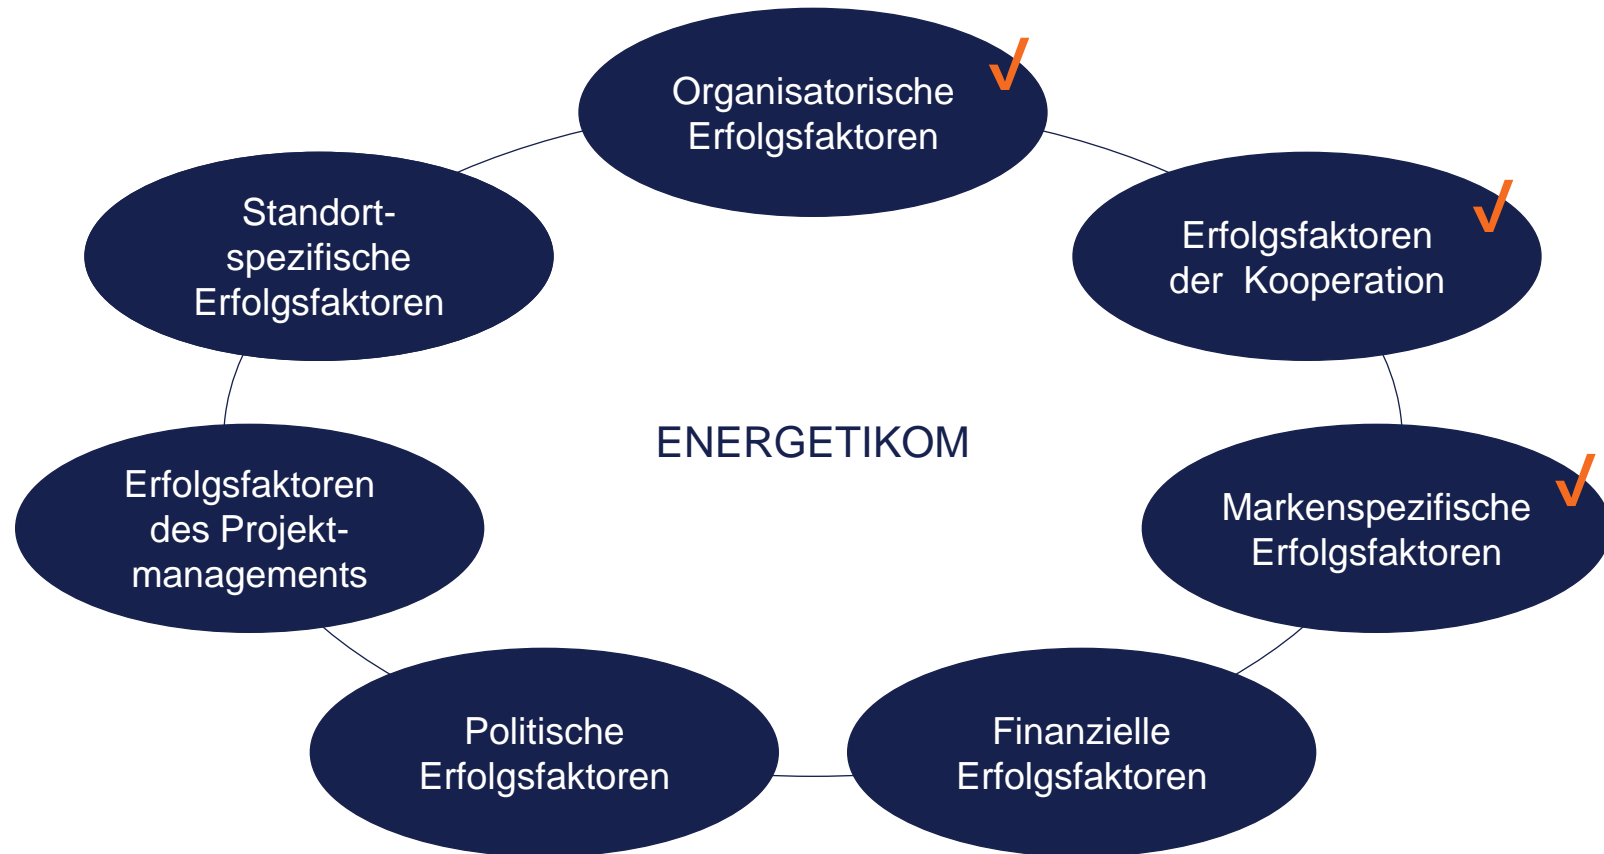 Organisatorische
Erfolgsfaktoren
√
Erfolgsfaktoren
der  Kooperation
√
Markenspezifische
Erfolgsfaktoren
√
Finanzielle
Erfolgsfaktoren
Politische
Erfolgsfaktoren
Erfolgsfaktoren
des Projekt-
managements
Standort-
spezifische
Erfolgsfaktoren
ENERGETIKOM